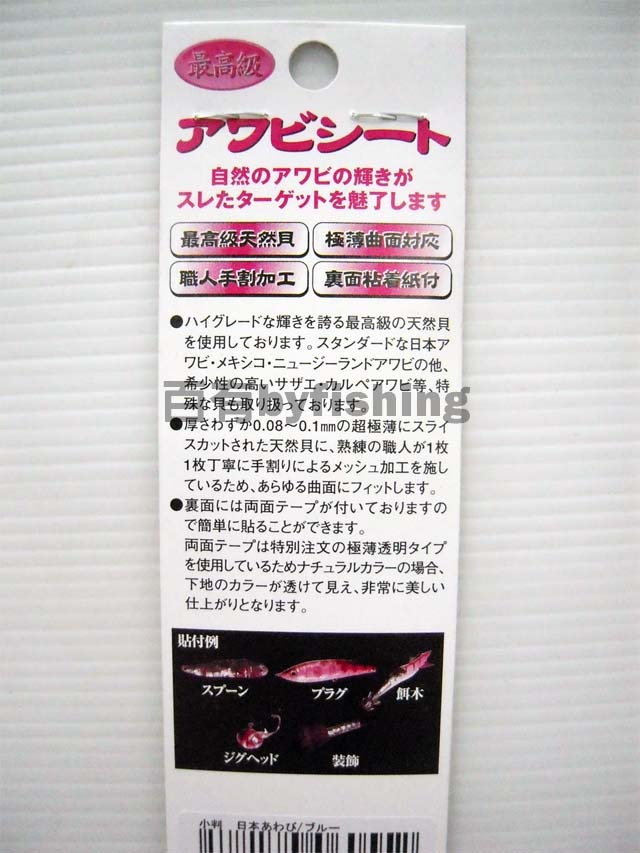 最高級
アワビシート
自然のアワビの輝きが
スレたターゲットを魅了します
最高級天然貝 極薄曲面対応
職人手割加工 裏面粘着紙付
●ハイグレードな輝きを誇る最高級の天然貝
を使用しております。スタンダードな日本ア
ワビ・メキシコ・ニュージーランドアワビの他、
希少性の高いサザエ・カルペアワビ等、特
殊な貝も取り扱っております。
百有byfishing
●厚さわずか0.08~0.1mmの超極薄にスライ
スカットされた天然貝に、熟練の職人が1枚
1枚丁寧に手割りによるメッシュ加工を施し
ているため、あらゆる曲面にフィットします。
●裏面には両面テープが付いておりますの
で簡単に貼ることができます。
両面テープは特別注文の極薄透明タイプ
を使用しているためナチュラルカラーの場合、
下地のカラーが透けて見え、非常に美しい
仕上がりとなります。
貼付例
スプーン プラグ 餌木
ジグヘッド 装飾
小判 日本あわび/ブルー